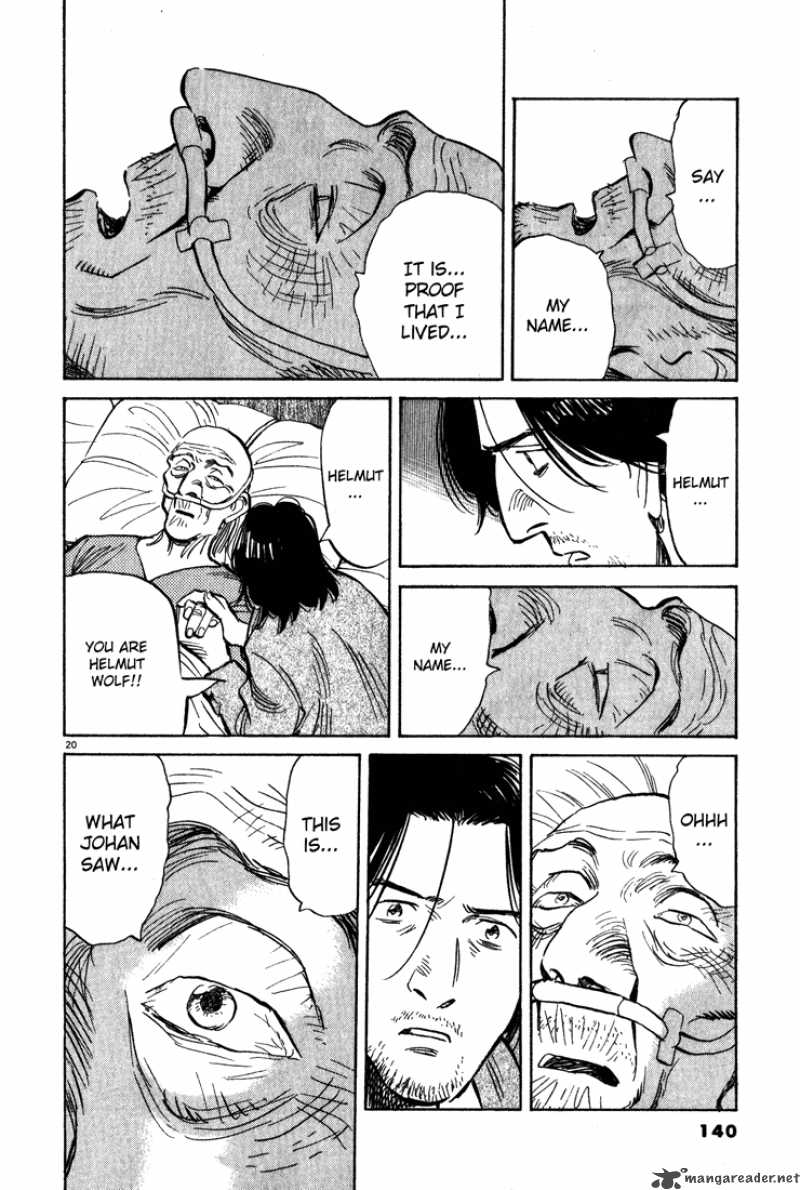 SAY
...
MY
NAME...
IT IS...
PROOF
THAT I
LIVED...
HELMUT
...
MY
NAME...
HELMUT
...
YOU ARE
HELMUT
WOLF!!
20
OHHH
...
THIS
IS...
WHAT
JOHAN
SAW...
140
mangareader.net